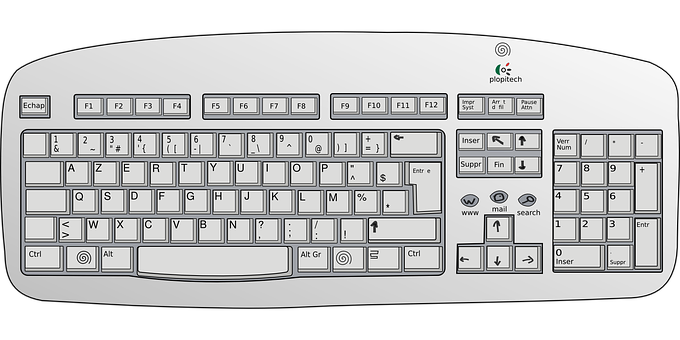 plopitech
Echap F1 F2 F3 F4 F5 F6 F7 F8 F9 F10 F11 F12 Impr Syst Arr t d fil Pause Attn
1 & 2 ~ 3 " # 4 ' { 5 ( [ 6 - | 7 ` 8 _ \ 9 ^ 0 @ ) ] + = } Inser Verr Num / * -
A Z E R T Y U I O P " ^ $ Entr e Suppr Fin 7 8 9 +
Q S D F G H J K L M % * www mail search 4 5 6
> < W X C V B N ? , . ; / : ! 1 2 3 Entr
Ctrl Alt Alt Gr Ctrl 0 Inser . Suppr